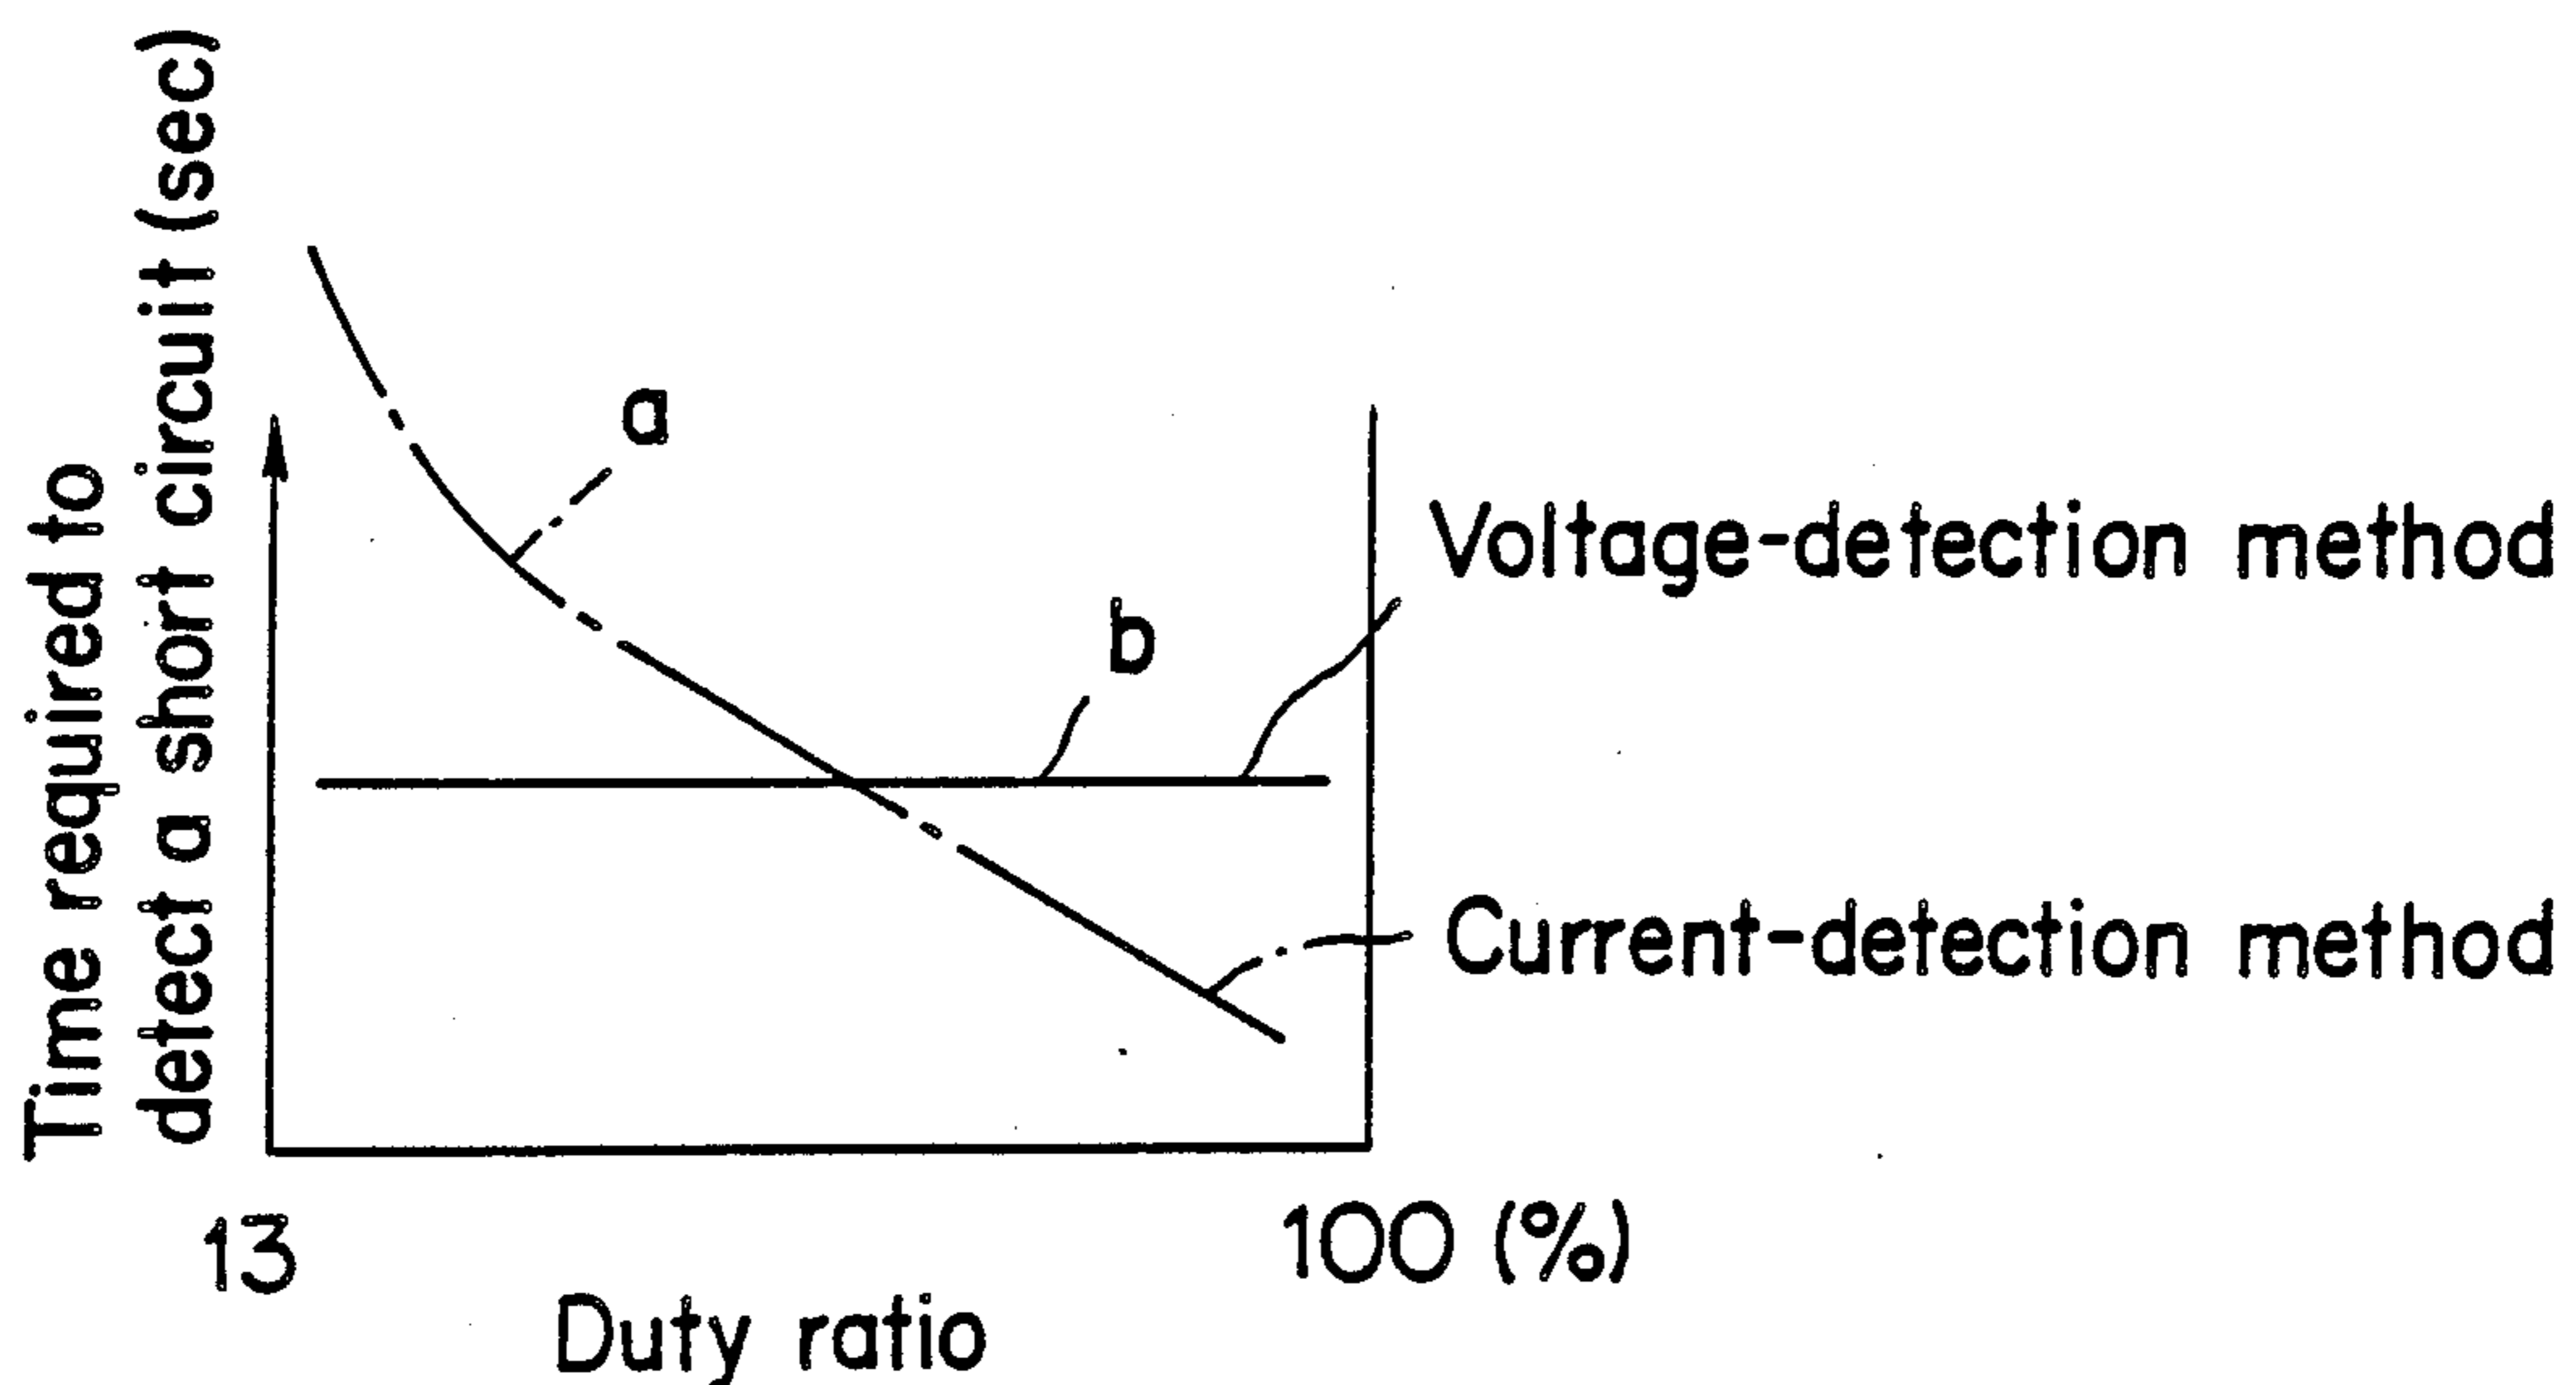 Time required to
detect a short circuit (sec)
a
b
Voltage-detection method
Current-detection method
13
100 (%)
Duty ratio